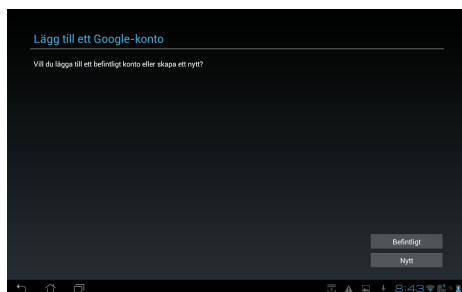 Lägg till ett Google-konto
Vill du lägga till ett befintligt konto eller skapa ett nytt?
Befintligt
Nytt
8:43